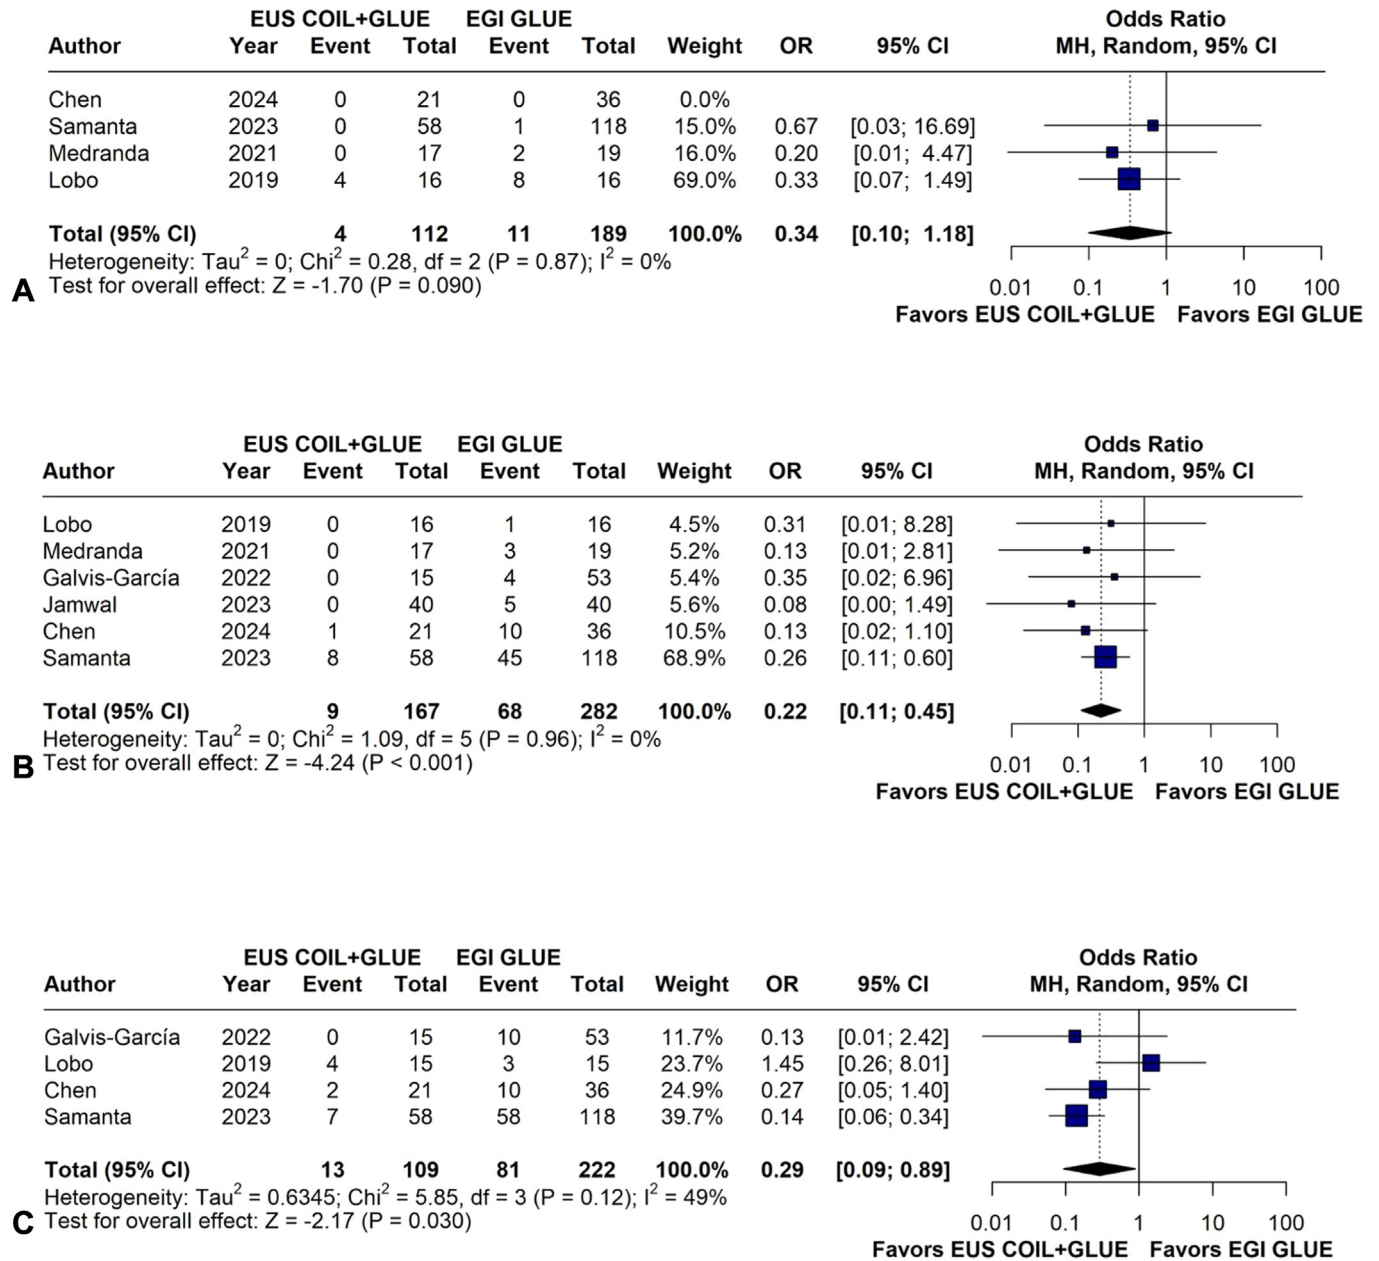 EUS COIL+GLUE EGI GLUE Odds Ratio
Author Year Event Total Event Total Weight OR 95% CI MH, Random, 95% CI
Chen 2024 0 21 0 36 0.0%
Samanta 2023 0 58 1 118 15.0% 0.67 [0.03; 16.69]
Medranda 2021 0 17 2 19 16.0% 0.20 [0.01; 4.47]
Lobo 2019 4 16 8 16 69.0% 0.33 [0.07; 1.49]
Total (95% CI) 4 112 11 189 100.0% 0.34 [0.10; 1.18]
Heterogeneity: Tau² = 0; Chi² = 0.28, df = 2 (P = 0.87); I² = 0%
A Test for overall effect: Z = -1.70 (P = 0.090)
0.01 0.1 1 10 100
Favors EUS COIL+GLUE Favors EGI GLUE
EUS COIL+GLUE EGI GLUE Odds Ratio
Author Year Event Total Event Total Weight OR 95% CI MH, Random, 95% CI
Lobo 2019 0 16 1 16 4.5% 0.31 [0.01; 8.28]
Medranda 2021 0 17 3 19 5.2% 0.13 [0.01; 2.81]
Galvis-García 2022 0 15 4 53 5.4% 0.35 [0.02; 6.96]
Jamwal 2023 0 40 5 40 5.6% 0.08 [0.00; 1.49]
Chen 2024 1 21 10 36 10.5% 0.13 [0.02; 1.10]
Samanta 2023 8 58 45 118 68.9% 0.26 [0.11; 0.60]
Total (95% CI) 9 167 68 282 100.0% 0.22 [0.11; 0.45]
Heterogeneity: Tau² = 0; Chi² = 1.09, df = 5 (P = 0.96); I² = 0%
B Test for overall effect: Z = -4.24 (P < 0.001)
0.01 0.1 1 10 100
Favors EUS COIL+GLUE Favors EGI GLUE
EUS COIL+GLUE EGI GLUE Odds Ratio
Author Year Event Total Event Total Weight OR 95% CI MH, Random, 95% CI
Galvis-García 2022 0 15 10 53 11.7% 0.13 [0.01; 2.42]
Lobo 2019 4 15 3 15 23.7% 1.45 [0.26; 8.01]
Chen 2024 2 21 10 36 24.9% 0.27 [0.05; 1.40]
Samanta 2023 7 58 58 118 39.7% 0.14 [0.06; 0.34]
Total (95% CI) 13 109 81 222 100.0% 0.29 [0.09; 0.89]
Heterogeneity: Tau² = 0.6345; Chi² = 5.85, df = 3 (P = 0.12); I² = 49%
C Test for overall effect: Z = -2.17 (P = 0.030)
0.01 0.1 1 10 100
Favors EUS COIL+GLUE Favors EGI GLUE